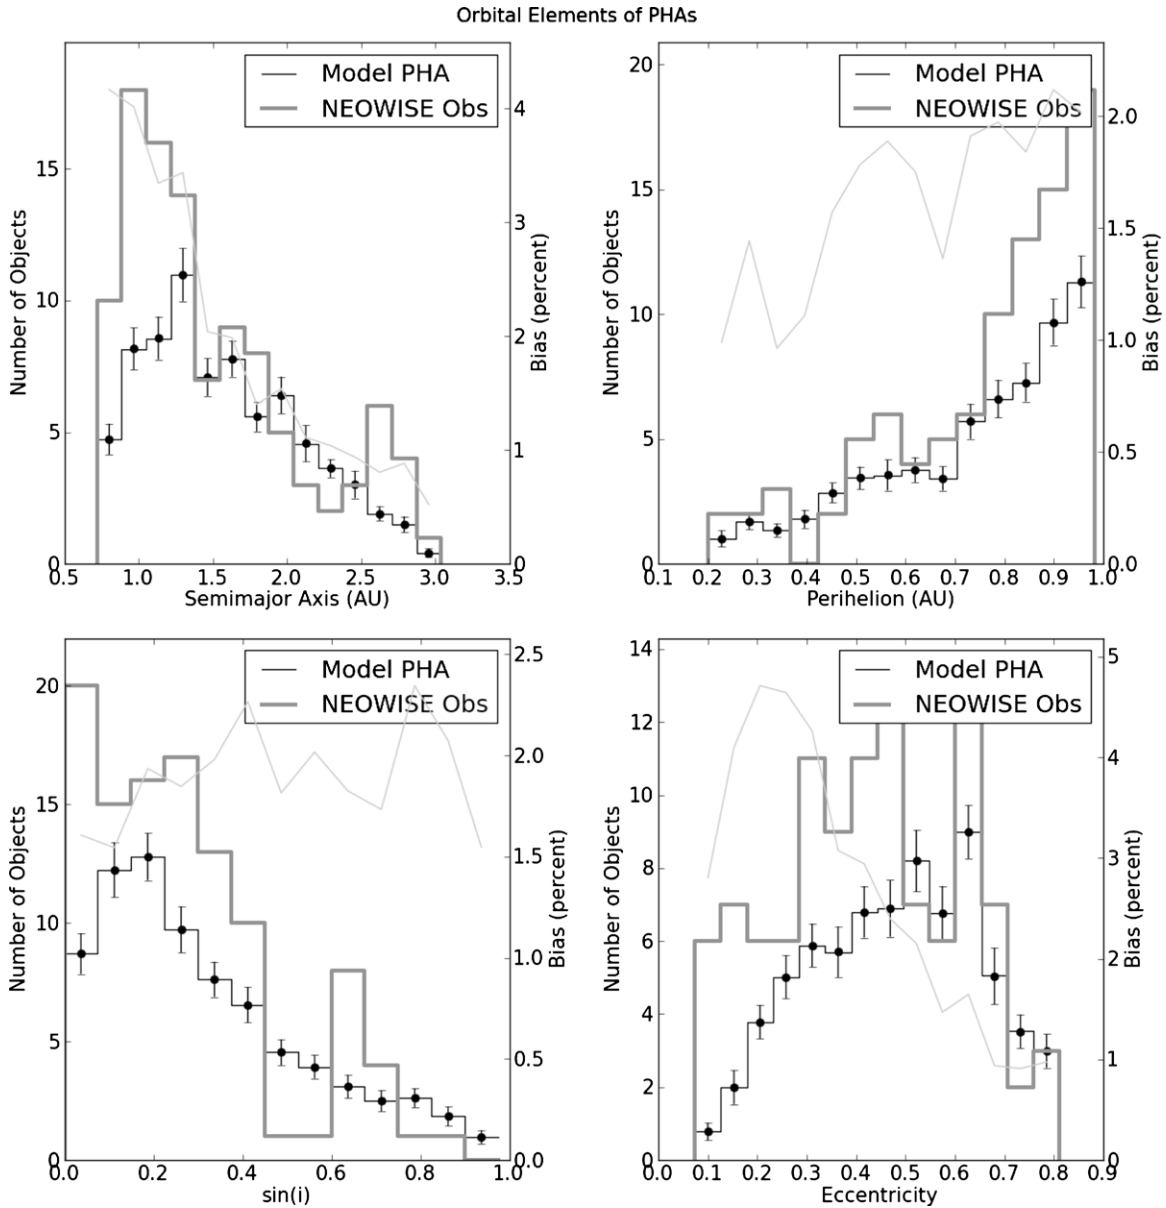 Orbital Elements of PHAs
Model PHA
NEOWISE Obs
Number of Objects
Bias (percent)
15
10
5
0
4
3
2
1
0
0.5 1.0 1.5 2.0 2.5 3.0 3.5
Semimajor Axis (AU)
Model PHA
NEOWISE Obs
Number of Objects
Bias (percent)
20
15
10
5
0
2.0
1.5
1.0
0.5
0.0
0.1 0.2 0.3 0.4 0.5 0.6 0.7 0.8 0.9 1.0
Perihelion (AU)
Model PHA
NEOWISE Obs
Number of Objects
Bias (percent)
20
15
10
5
0
2.5
2.0
1.5
1.0
0.5
0.0
0.0 0.2 0.4 0.6 0.8 1.0
sin(i)
Model PHA
NEOWISE Obs
Number of Objects
Bias (percent)
14
12
10
8
6
4
2
0
5
4
3
2
1
0
0.0 0.1 0.2 0.3 0.4 0.5 0.6 0.7 0.8 0.9
Eccentricity